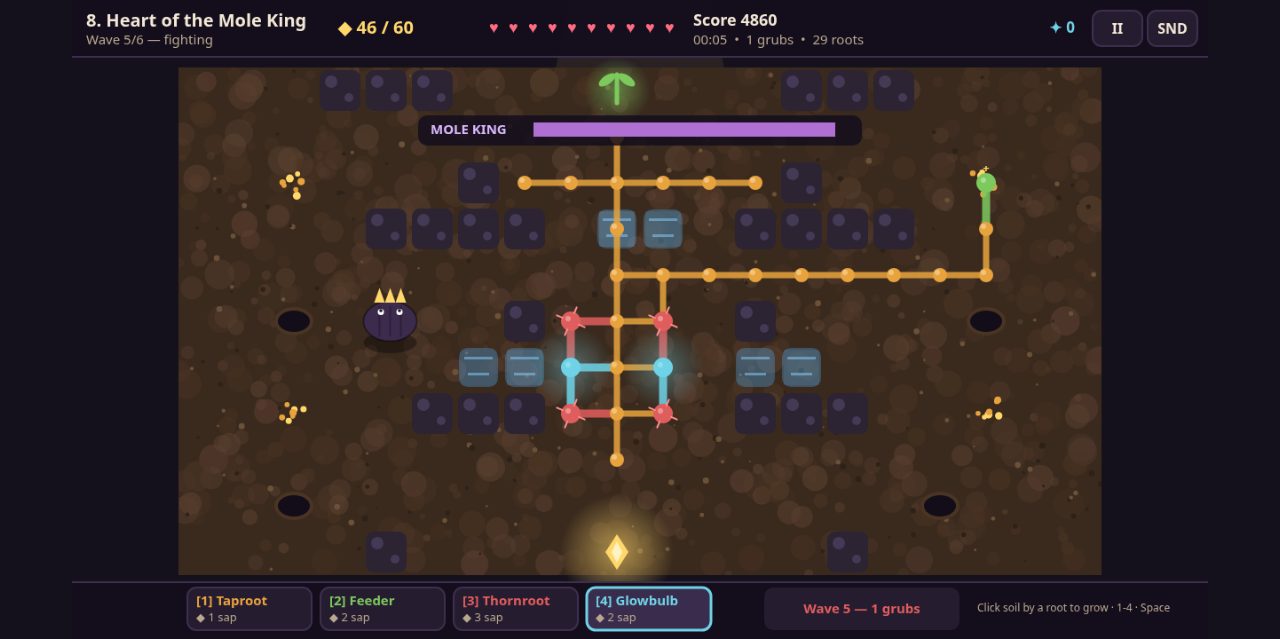 8. Heart of the Mole King
Wave 5/6 — fighting
◆ 46 / 60
♥ ♥ ♥ ♥ ♥ ♥ ♥ ♥ ♥ ♥
Score 4860
00:05 • 1 grubs • 29 roots
✦ 0
II
SND
MOLE KING
[1] Taproot
◆ 1 sap
[2] Feeder
◆ 2 sap
[3] Thornroot
◆ 3 sap
[4] Glowbulb
◆ 2 sap
Wave 5 — 1 grubs
Click soil by a root to grow · 1-4 · Space